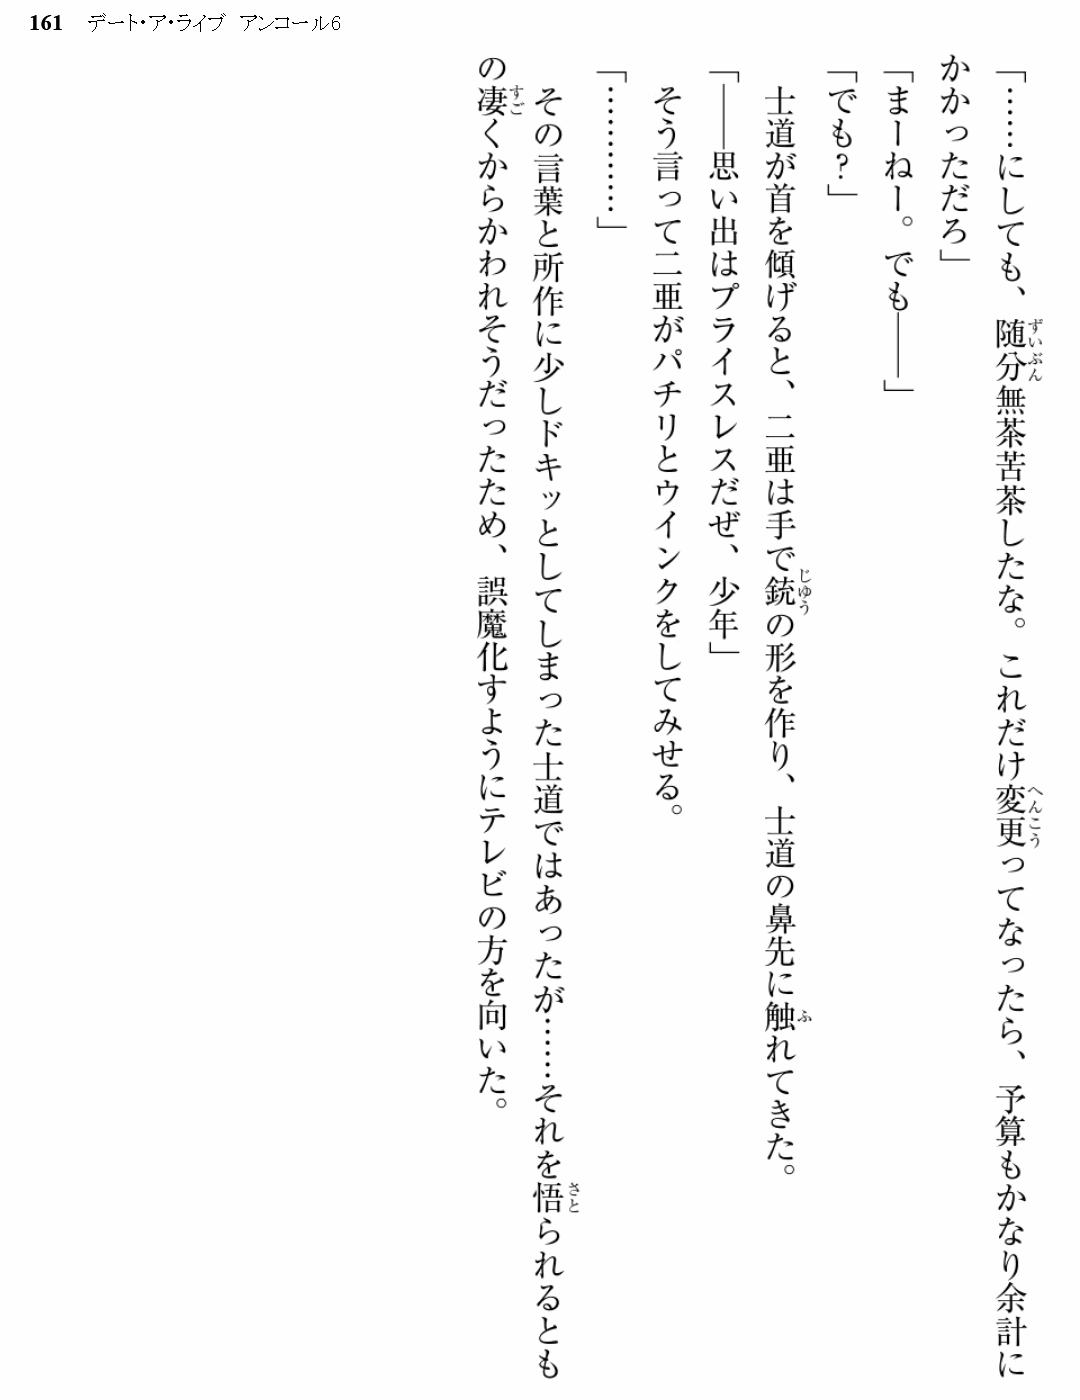 161 デート・ア・ライブ アンコール6
「……にしても、随分無茶苦茶したな。これだけ変更ってなったら、予算もかなり余計に
かかっただろ」
「まーねー。でも――」
「でも?」
士道が首を傾げると、二亜は手で銃の形を作り、士道の鼻先に触れてきた。
「――思い出はプライスレスだぜ、少年」
そう言って二亜がパチリとウインクをしてみせる。
「…………」
その言葉と所作に少しドキッとしてしまった士道ではあったが……それを悟られるととも
の凄くからかわれそうだったため、誤魔化すようにテレビの方を向いた。